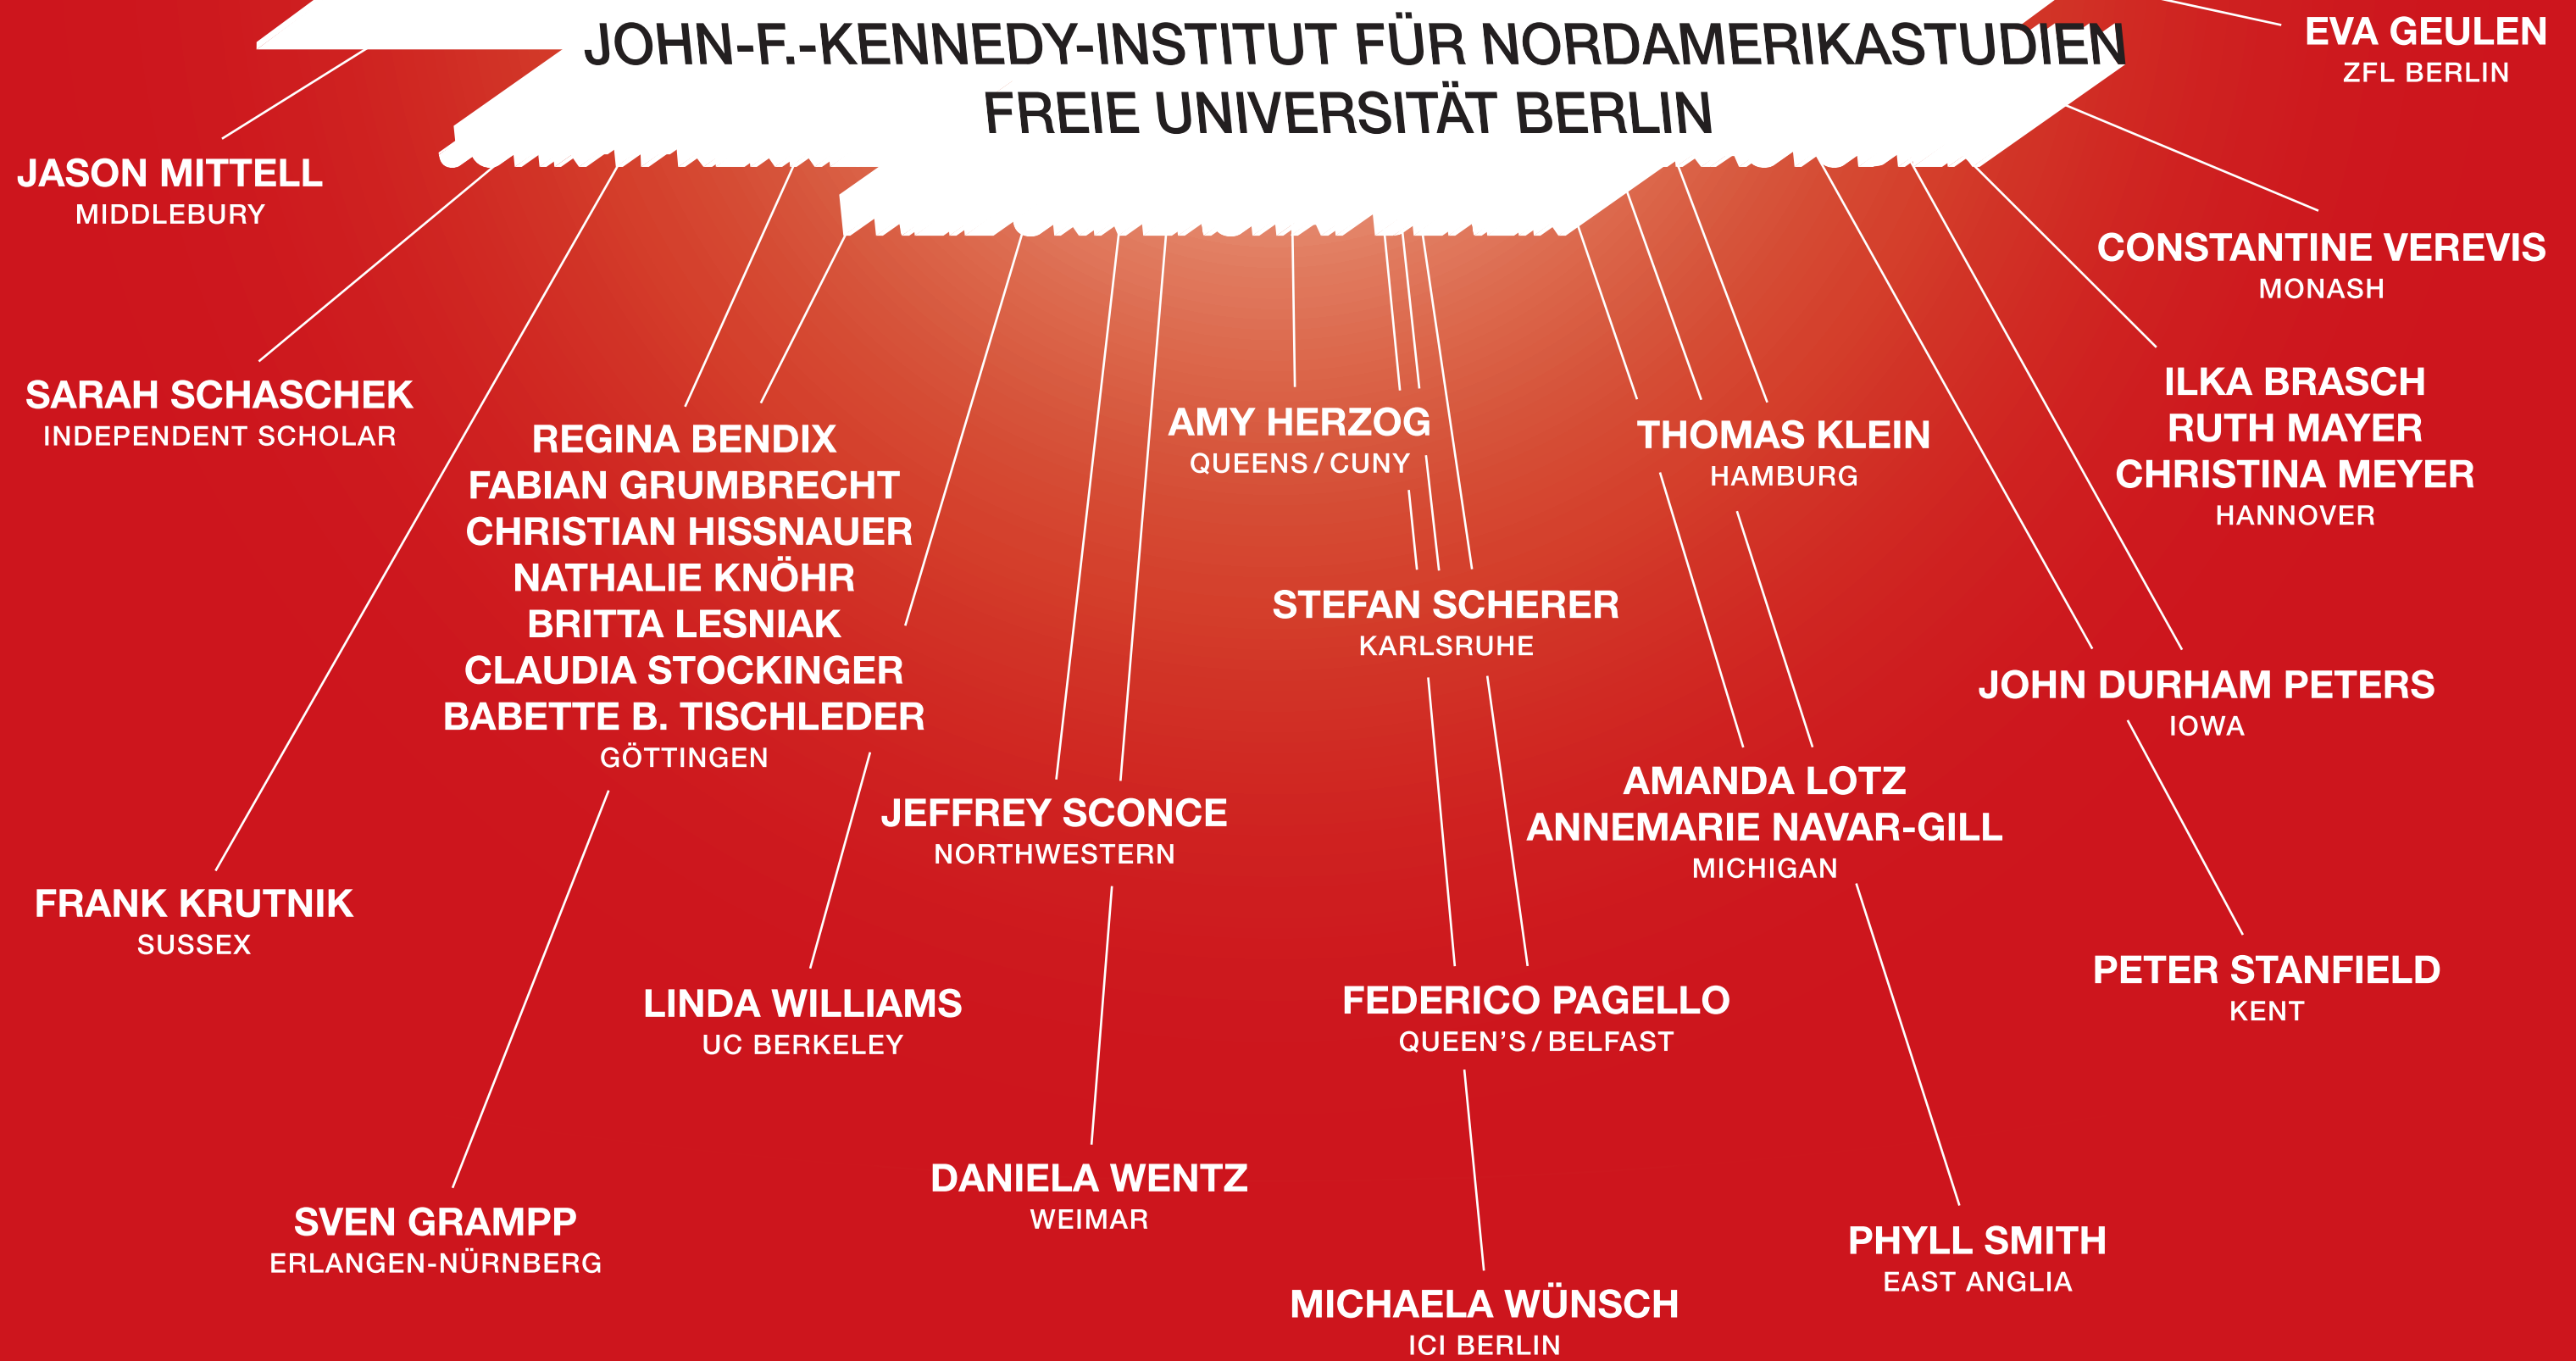 JOHN-F.-KENNEDY-INSTITUT FÜR NORDAMERIKASTUDIEN
FREIE UNIVERSITÄT BERLIN
EVA GEULEN
ZFL BERLIN
JASON MITTELL
MIDDLEBURY
CONSTANTINE VEREVIS
MONASH
SARAH SCHASCHEK
INDEPENDENT SCHOLAR
REGINA BENDIX
FABIAN GRUMBRECHT
CHRISTIAN HISSNAUER
NATHALIE KNÖHR
BRITTA LESNIAK
CLAUDIA STOCKINGER
BABETTE B. TISCHLEDER
GÖTTINGEN
AMY HERZOG
QUEENS / CUNY
THOMAS KLEIN
HAMBURG
ILKA BRASCH
RUTH MAYER
CHRISTINA MEYER
HANNOVER
STEFAN SCHERER
KARLSRUHE
JOHN DURHAM PETERS
IOWA
JEFFREY SCONCE
NORTHWESTERN
AMANDA LOTZ
ANNEMARIE NAVAR-GILL
MICHIGAN
FRANK KRUTNIK
SUSSEX
LINDA WILLIAMS
UC BERKELEY
FEDERICO PAGELLO
QUEEN’S / BELFAST
PETER STANFIELD
KENT
DANIELA WENTZ
WEIMAR
SVEN GRAMPP
ERLANGEN-NÜRNBERG
PHYLL SMITH
EAST ANGLIA
MICHAELA WÜNSCH
ICI BERLIN